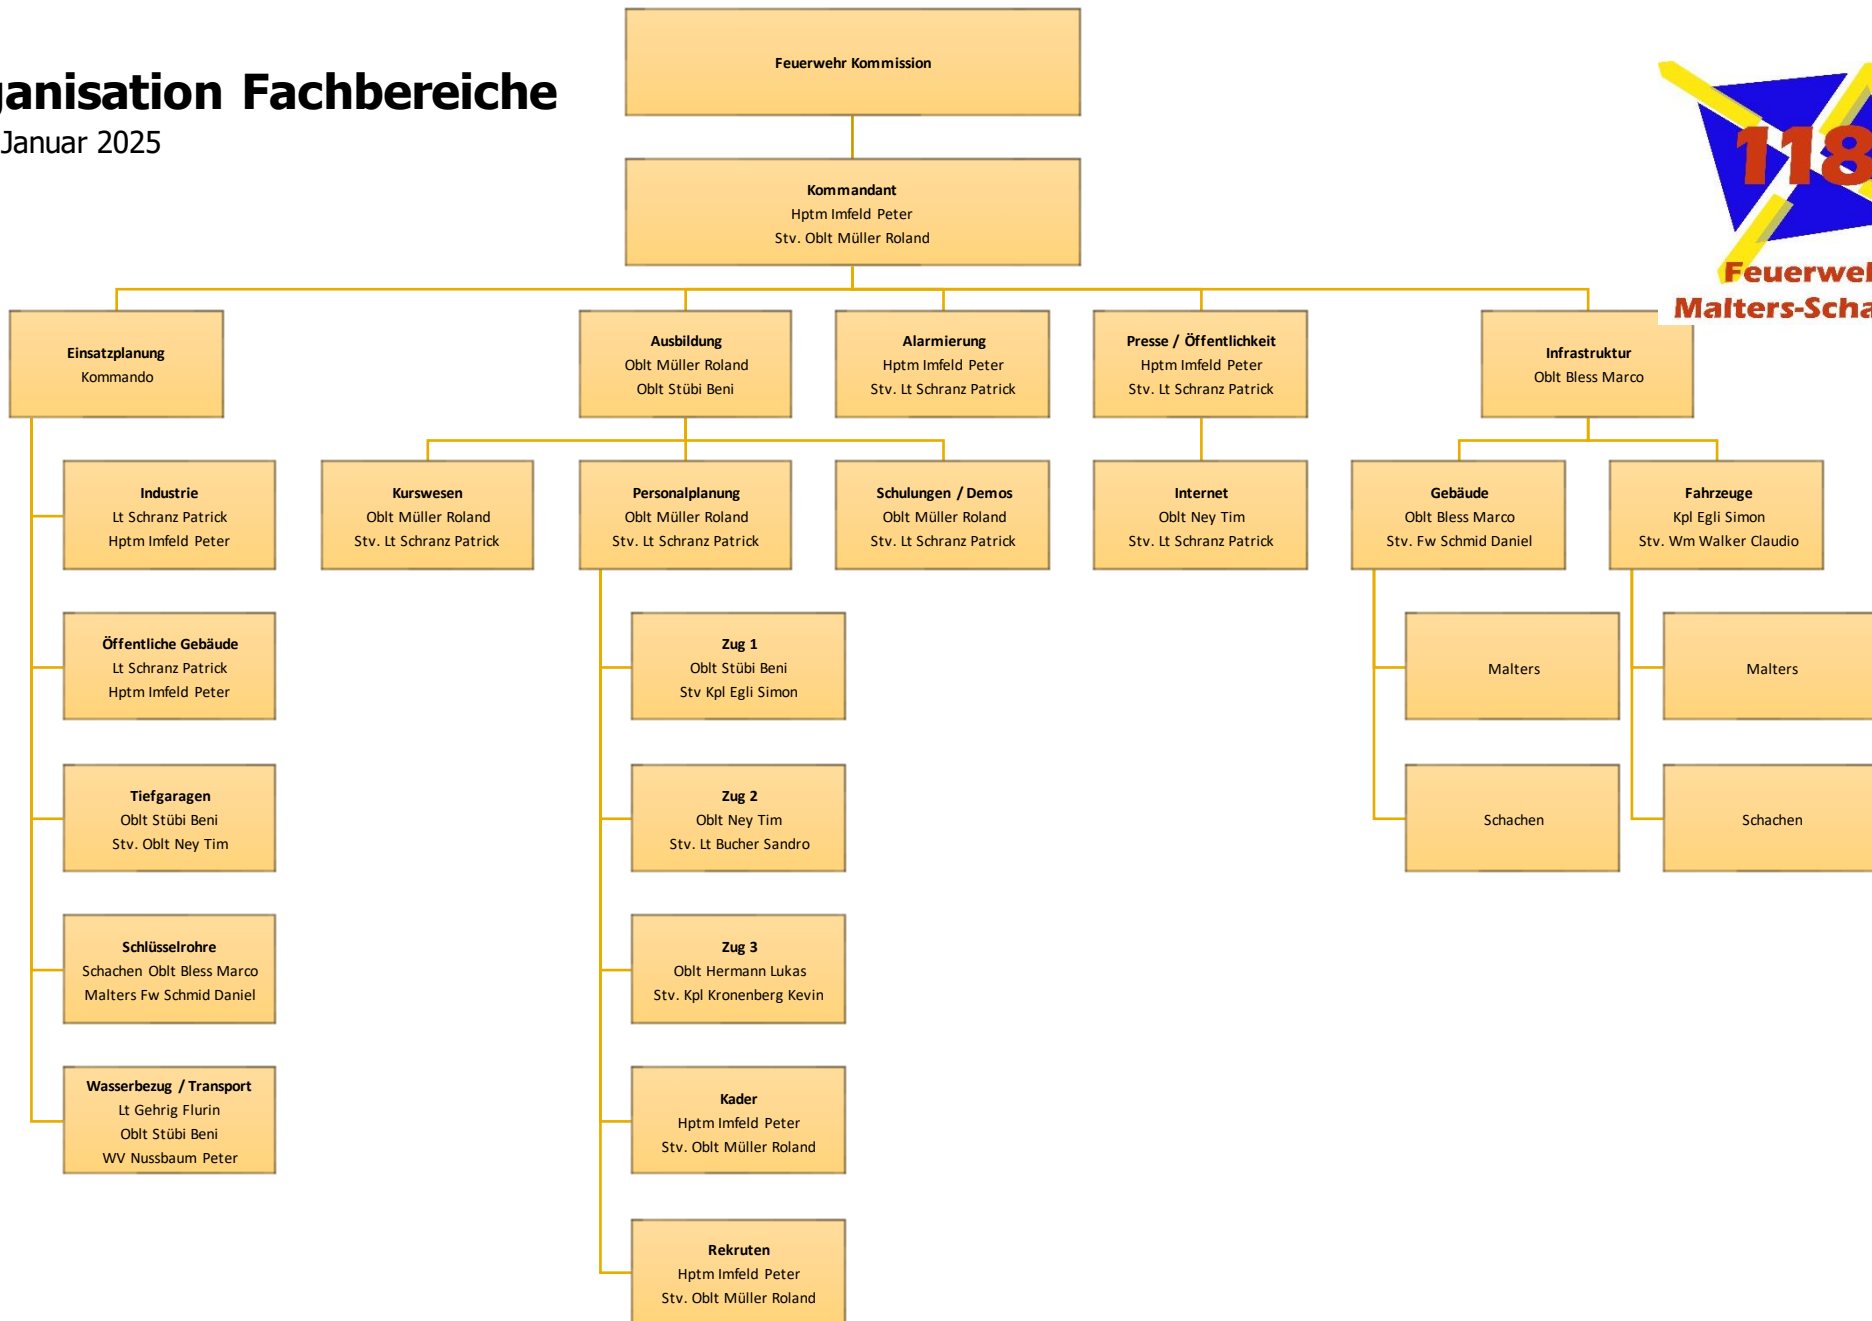 Feuerwehr Kommission
ganisation Fachbereiche
Januar 2025
118
Feuerweh
Malters-Scha
Kommandant
Hptm Imfeld Peter
Stv. Oblt Müller Roland
Einsatzplanung
Kommando
Ausbildung
Oblt Müller Roland
Oblt Stübi Beni
Alarmierung
Hptm Imfeld Peter
Stv. Lt Schranz Patrick
Presse / Öffentlichkeit
Hptm Imfeld Peter
Stv. Lt Schranz Patrick
Infrastruktur
Oblt Bless Marco
Industrie
Lt Schranz Patrick
Hptm Imfeld Peter
Kurswesen
Oblt Müller Roland
Stv. Lt Schranz Patrick
Personalplanung
Oblt Müller Roland
Stv. Lt Schranz Patrick
Schulungen / Demos
Oblt Müller Roland
Stv. Lt Schranz Patrick
Internet
Oblt Ney Tim
Stv. Lt Schranz Patrick
Gebäude
Oblt Bless Marco
Stv. Fw Schmid Daniel
Fahrzeuge
Kpl Egli Simon
Stv. Wm Walker Claudio
Öffentliche Gebäude
Lt Schranz Patrick
Hptm Imfeld Peter
Zug 1
Oblt Stübi Beni
Stv Kpl Egli Simon
Malters
Malters
Tiefgaragen
Oblt Stübi Beni
Stv. Oblt Ney Tim
Zug 2
Oblt Ney Tim
Stv. Lt Bucher Sandro
Schachen
Schachen
Schlüsselrohre
Schachen Oblt Bless Marco
Malters Fw Schmid Daniel
Zug 3
Oblt Hermann Lukas
Stv. Kpl Kronenberg Kevin
Wasserbezug / Transport
Lt Gehrig Flurin
Oblt Stübi Beni
WV Nussbaum Peter
Kader
Hptm Imfeld Peter
Stv. Oblt Müller Roland
Rekruten
Hptm Imfeld Peter
Stv. Oblt Müller Roland